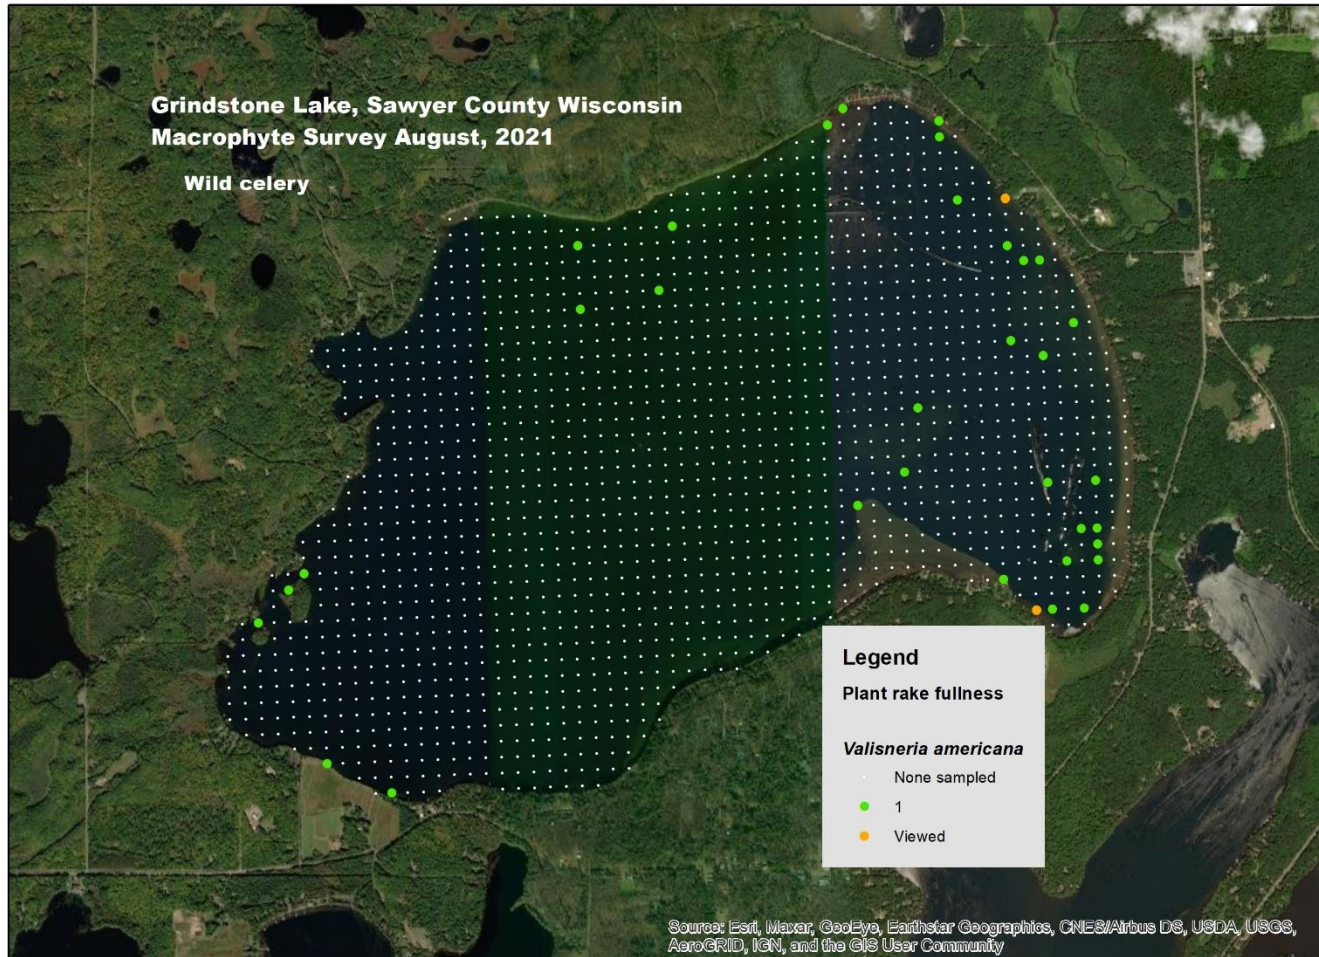 Grindstone Lake, Sawyer County Wisconsin
Macrophyte Survey August, 2021
Wild celery
Legend
Plant rake fullness
Valisneria americana
None sampled
1
Viewed
Source: Esri, Maxar, GeoEye, Earthstar Geographics, CNES/Airbus DS, USDA, USGS,
AeroGRID, IGN, and the GIS User Community